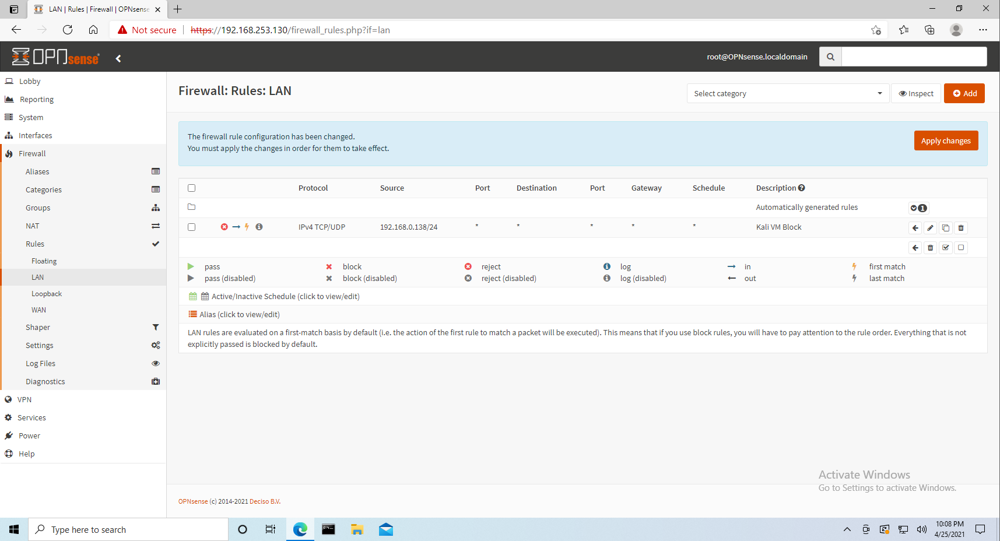 LAN | Rules | Firewall | OPNsense
Not secure
https://192.168.253.130/firewall_rules.php?if=lan
OPNsense
root@OPNsense.localdomain
Lobby
Reporting
System
Interfaces
Firewall
Aliases
Categories
Groups
NAT
Rules
Floating
LAN
Loopback
WAN
Shaper
Settings
Log Files
Diagnostics
VPN
Services
Power
Help
Firewall: Rules: LAN
Select category
Inspect
Add
The firewall rule configuration has been changed.
You must apply the changes in order for them to take effect.
Apply changes
Protocol Source Port Destination Port Gateway Schedule Description
Automatically generated rules 1
IPv4 TCP/UDP 192.168.0.138/24 * * * * * Kali VM Block
pass block reject log in first match
pass (disabled) block (disabled) reject (disabled) log (disabled) out last match
Active/Inactive Schedule (click to view/edit)
Alias (click to view/edit)
LAN rules are evaluated on a first-match basis by default (i.e. the action of the first rule to match a packet will be executed). This means that if you use block rules, you will have to pay attention to the rule order. Everything that is not
explicitly passed is blocked by default.
Activate Windows
Go to Settings to activate Windows.
OPNsense (c) 2014-2021 Deciso B.V.
Type here to search
10:08 PM
4/25/2021